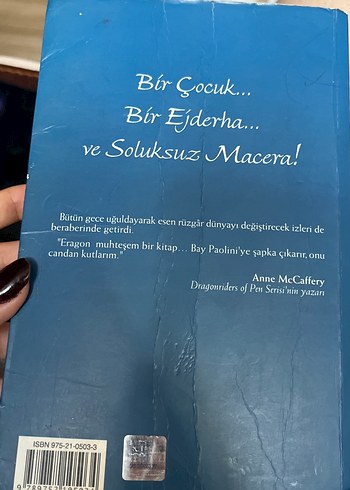 Bir Çocuk...
Bir Ejderha...
ve Soluksuz Macera!
Bütün gece uğuldayarak esen rüzgâr dünyayı değiştirecek izleri de
beraberinde getirdi.
"Eragon muhteşem bir kitap... Bay Paolini'ye şapka çıkarır, onu
candan kutlarım."
Anne McCaffery
Dragonriders of Pen Serisi'nin yazarı
ISBN 975-21-0503-3